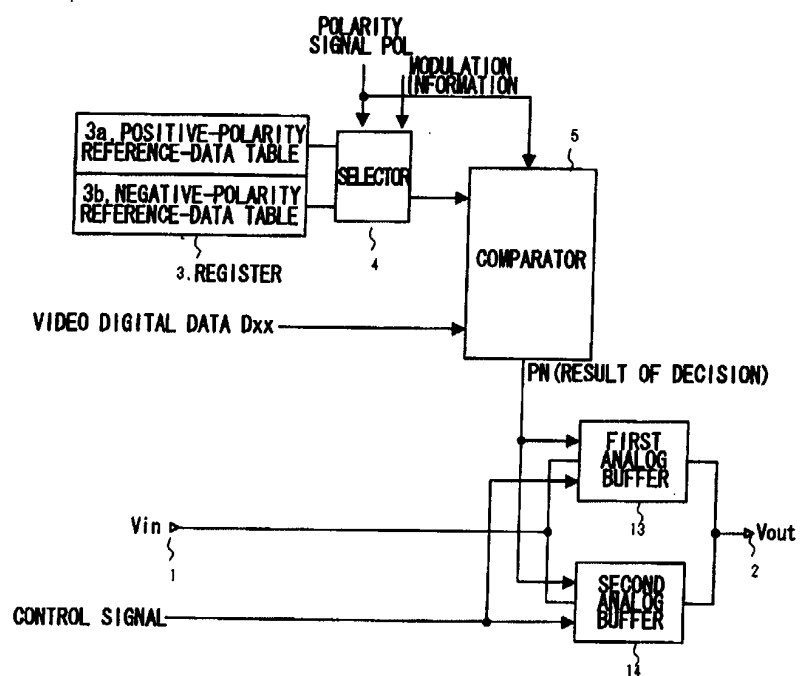 POLARITY
SIGNAL POL
MODULATION
INFORMATION
3a.POSITIVE-POLARITY
REFERENCE-DATA TABLE
3b.NEGATIVE-POLARITY
REFERENCE-DATA TABLE
3.REGISTER
SELECTOR
4
5
COMPARATOR
VIDEO DIGITAL DATA Dxx
PN(RESULT OF DECISION)
FIRST
ANALOG
BUFFER
13
Vin
1
Vout
2
SECOND
ANALOG
BUFFER
14
CONTROL SIGNAL